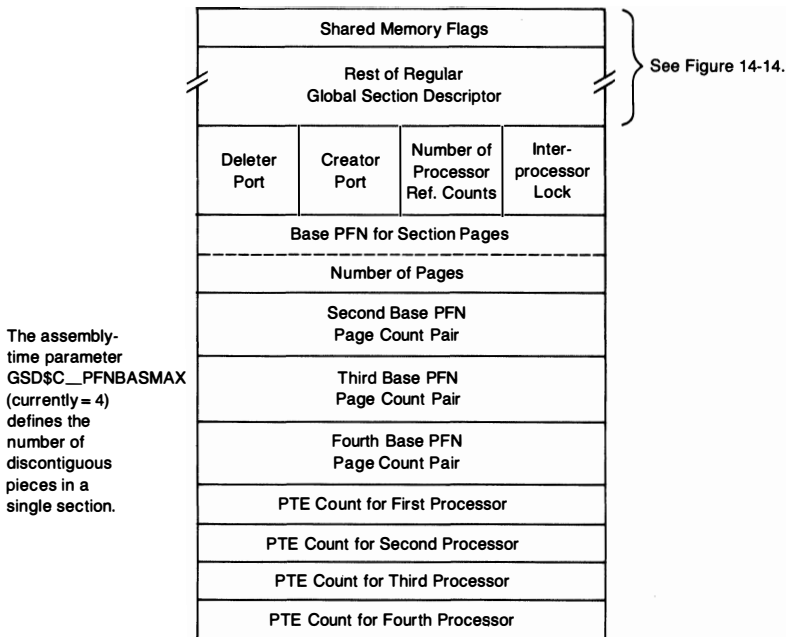 Shared Memory Flags
See Figure 14-14.
Rest of Regular
Global Section Descriptor
Deleter
Port
Creator
Port
Number of
Processor
Ref. Counts
Inter-
processor
Lock
Base PFN for Section Pages
Number of Pages
Second Base PFN
Page Count Pair
The assembly-
time parameter
GSD$C__PFNBASMAX
(currently = 4)
defines the
number of
discontiguous
pieces in a
single section.
Third Base PFN
Page Count Pair
Fourth Base PFN
Page Count Pair
PTE Count for First Processor
PTE Count for Second Processor
PTE Count for Third Processor
PTE Count for Fourth Processor